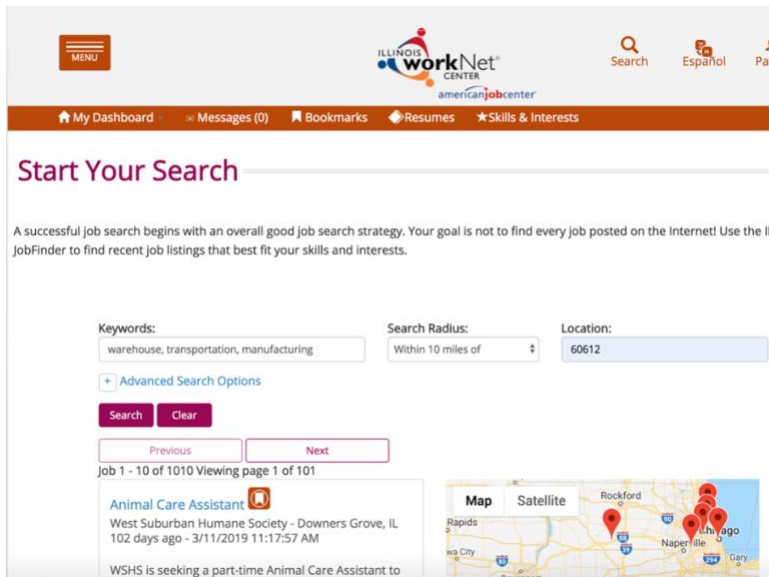 MENU
ILLINOIS
workNet
CENTER
americanjobcenter
Search
Español
My Dashboard
Messages (0)
Bookmarks
Resumes
Skills & Interests
Start Your Search
A successful job search begins with an overall good job search strategy. Your goal is not to find every job posted on the Internet! Use the
JobFinder to find recent job listings that best fit your skills and interests.
Keywords:
Search Radius:
Location:
warehouse, transportation, manufacturing
Within 10 miles of
60612
+ Advanced Search Options
Search
Clear
Previous
Next
Job 1 - 10 of 1010 Viewing page 1 of 101
Animal Care Assistant
West Suburban Humane Society - Downers Grove, IL
102 days ago - 3/11/2019 11:17:57 AM
WSHS is seeking a part-time Animal Care Assistant to
Map
Satellite
Rockford
Rapids
90
88
39
80
294
Gary